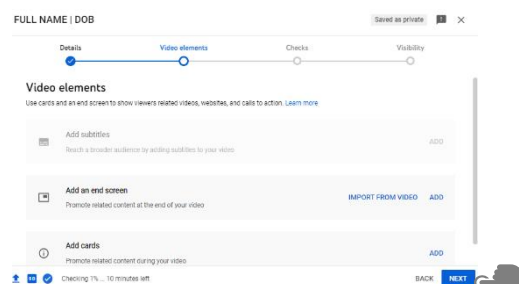 FULL NAME | DOB
Saved as private
Details
Video elements
Checks
Visibility
Video elements
Use cards and an end screen to show viewers related videos, websites, and calls to action. Learn more
Add subtitles
Reach a broader audience by adding subtitles to your video
ADD
Add an end screen
Promote related content at the end of your video
IMPORT FROM VIDEO
ADD
Add cards
Promote related content during your video
ADD
Checking 1% ... 10 minutes left
BACK
NEXT